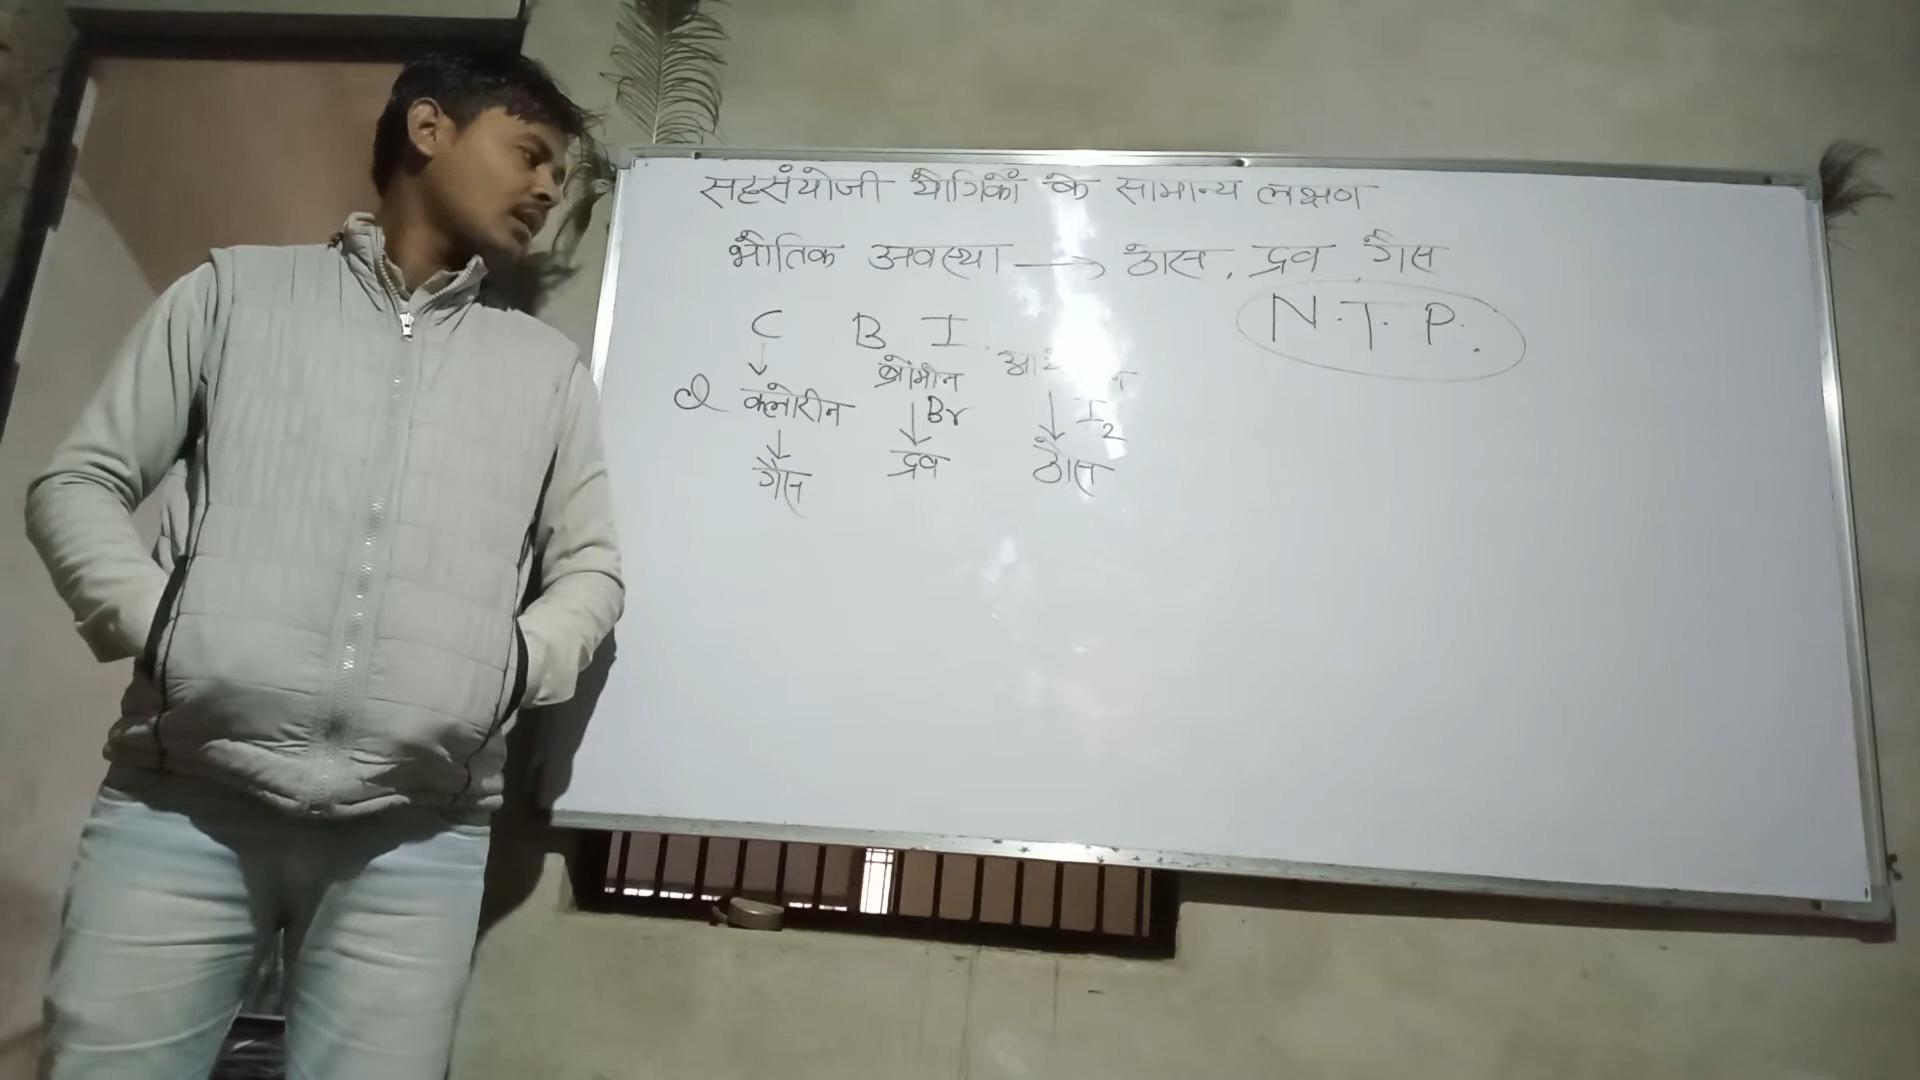 सहसंयोजी यौगिकों के सामान्य लक्षण
भौतिक अवस्था → ठोस, द्रव, गैस
N.T.P.
C B I
Cl क्लोरीन ब्रोमीन
Br I2
गैस द्रव ठोस